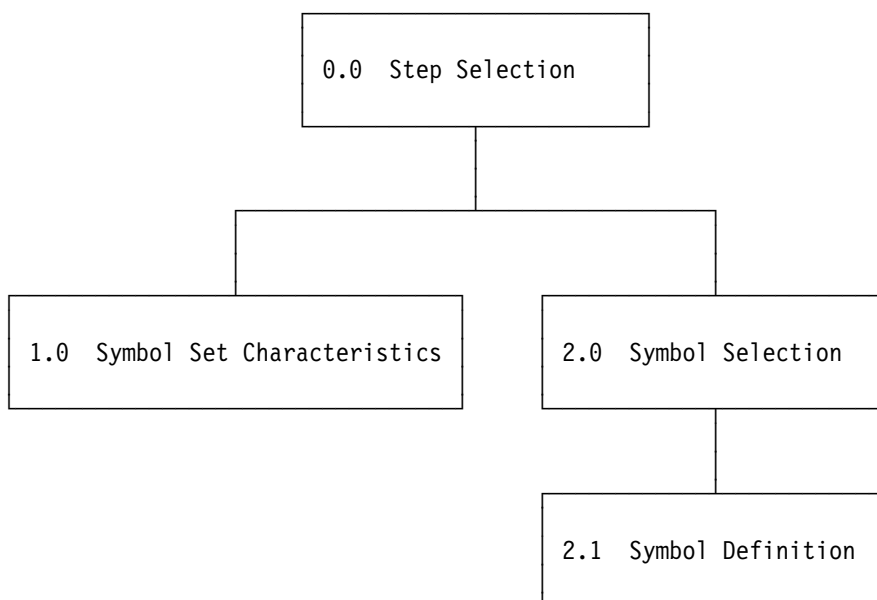 0.0  Step Selection
1.0  Symbol Set Characteristics
2.0  Symbol Selection
2.1  Symbol Definition